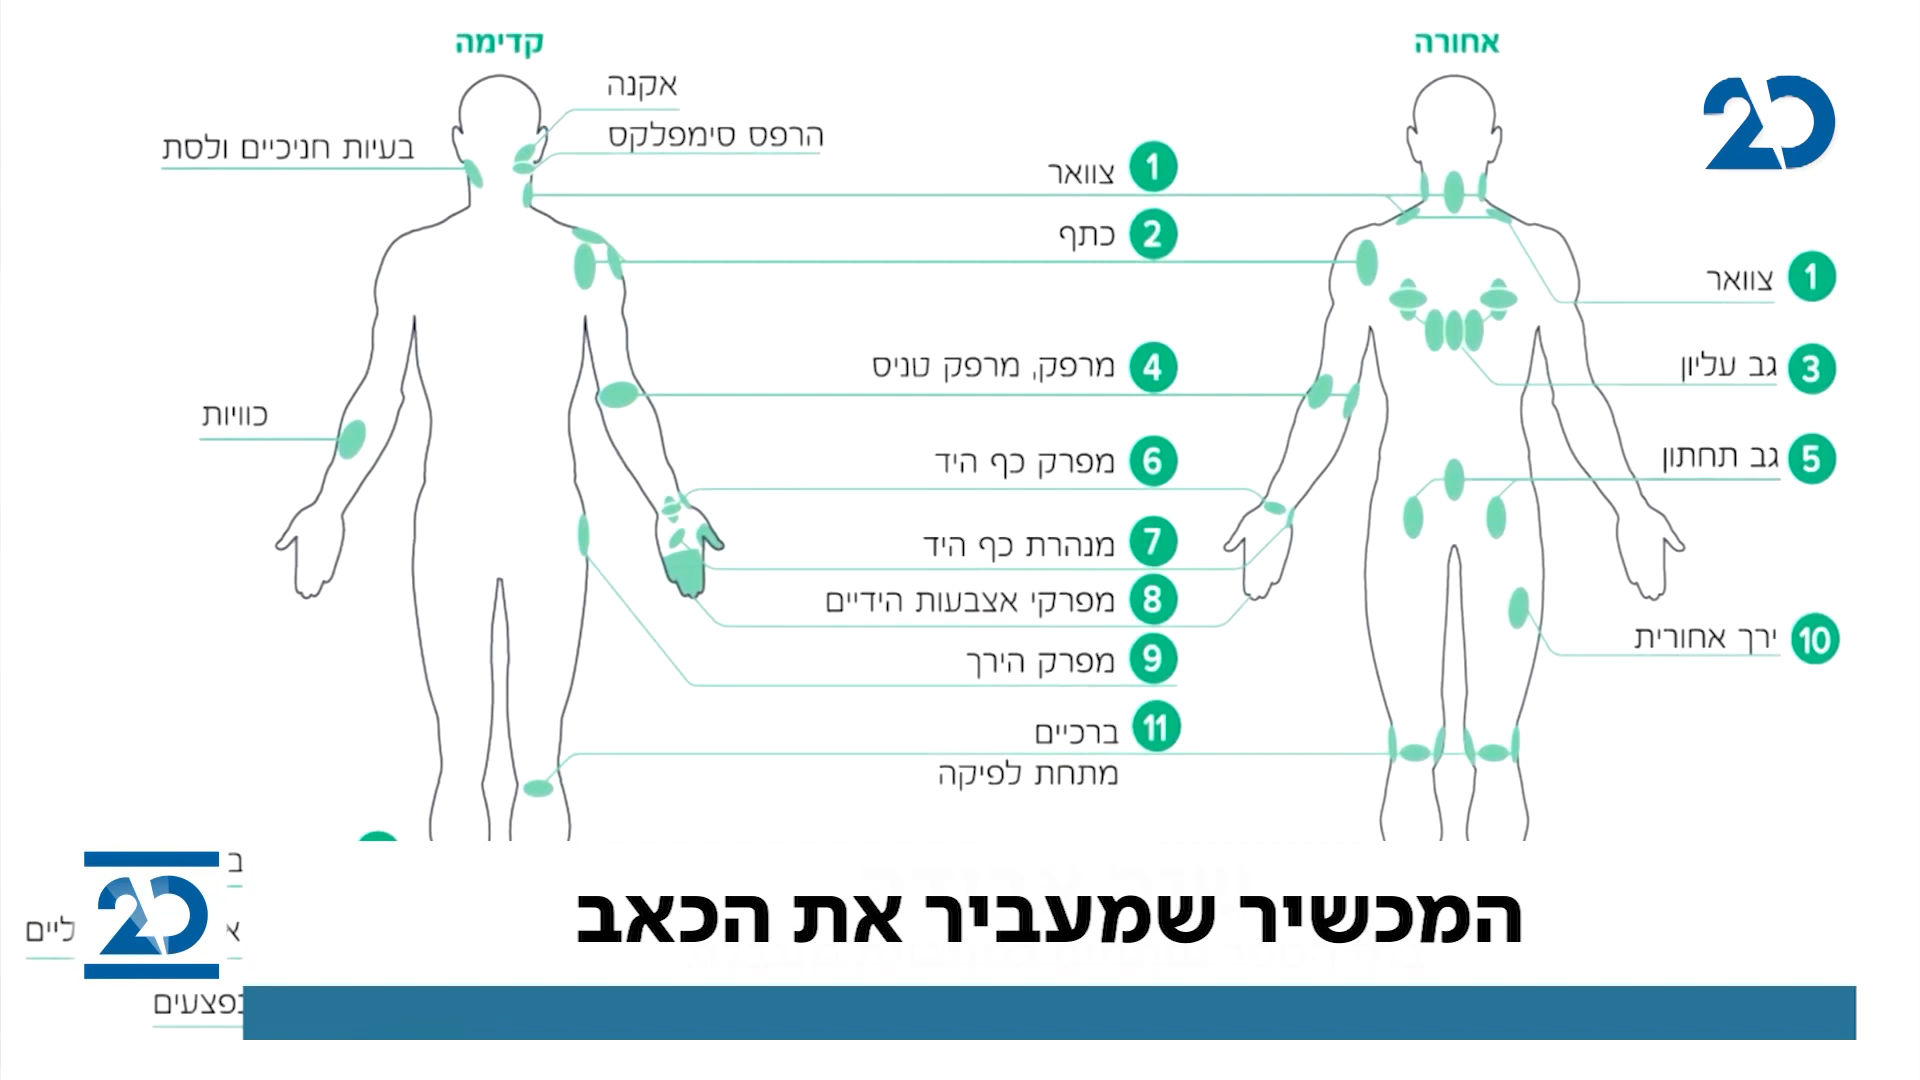 קדימה
אחורה
20
אקנה
הרפס סימפלקס
בעיות חניכיים ולסת
צוואר 1
כתף 2
צוואר 1
גב עליון 3
מרפק, מרפק טניס 4
כוויות
מפרק כף היד 6
גב תחתון 5
מנהרת כף היד 7
מפרקי אצבעות הידיים 8
מפרק הירך 9
ירך אחורית 10
ברכיים 11
מתחת לפיקה
20
המכשיר שמעביר את הכאב